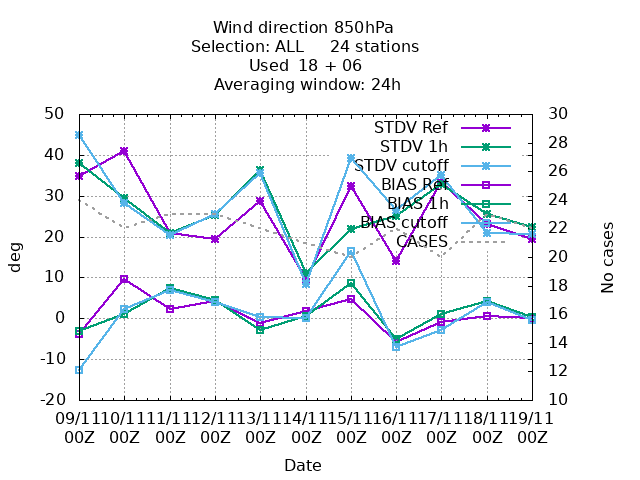 Wind direction 850hPa
Selection: ALL     24 stations
Used  18 + 06
Averaging window: 24h
50 30
STDV Ref
28
STDV 1h
40
STDV cutoff
26
BIAS Ref
30 24
BIAS 1h
BIAS cutoff
22
20 CASES
20
10
18
0 16
14
-10
12
-20 10
deg
No cases
09/11 10/11 11/11 12/11 13/11 14/11 15/11 16/11 17/11 18/11 19/11
00Z 00Z 00Z 00Z 00Z 00Z 00Z 00Z 00Z 00Z 00Z
Date